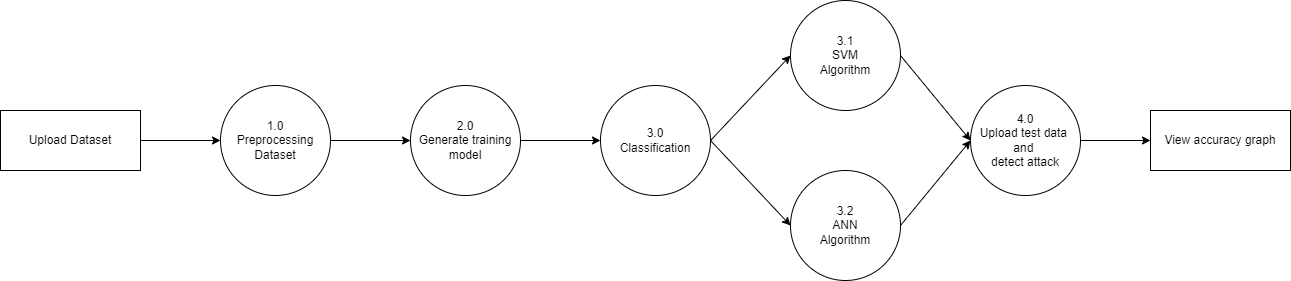 Upload Dataset
1.0
Preprocessing
Dataset
2.0
Generate training
model
3.0
Classification
3.1
SVM
Algorithm
3.2
ANN
Algorithm
4.0
Upload test data
and
detect attack
View accuracy graph